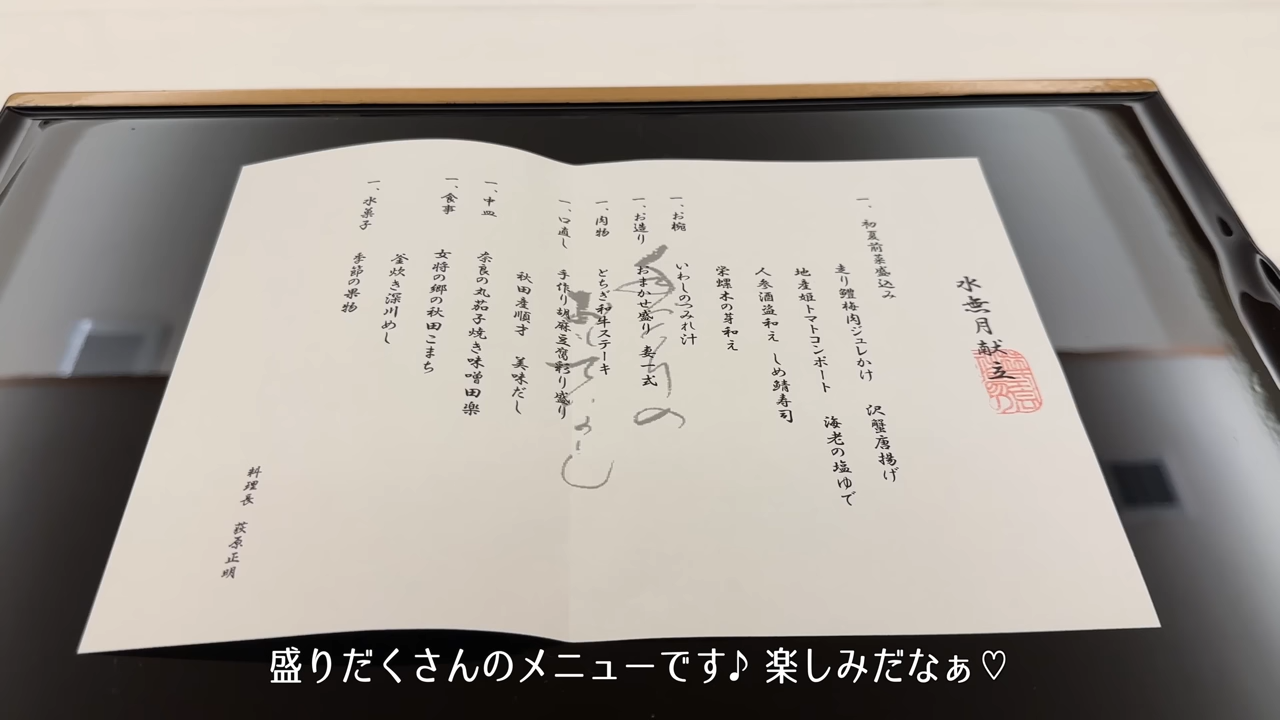 水無月献立
一、初夏前菜盛込み
走り鱧梅肉ジュレかけ　沢蟹唐揚げ
地産姫トマトコンポート　海老の塩ゆで
人参酒盗和え　しめ鯖寿司
栄螺木の芽和え
一、お椀　いわしのつみれ汁
一、お造り　おまかせ盛り　妻一式
一、肉物　とちぎ和牛ステーキ
一、口直し　手作り胡麻豆腐彩り盛り
秋田産順才　美味だし
一、中皿　奈良の丸茄子焼き味噌田楽
一、食事　女将の郷の秋田こまち
釜炊き深川めし
一、水菓子　季節の果物
料理長　荻原正明
盛りだくさんのメニューです♪ 楽しみだなぁ♡